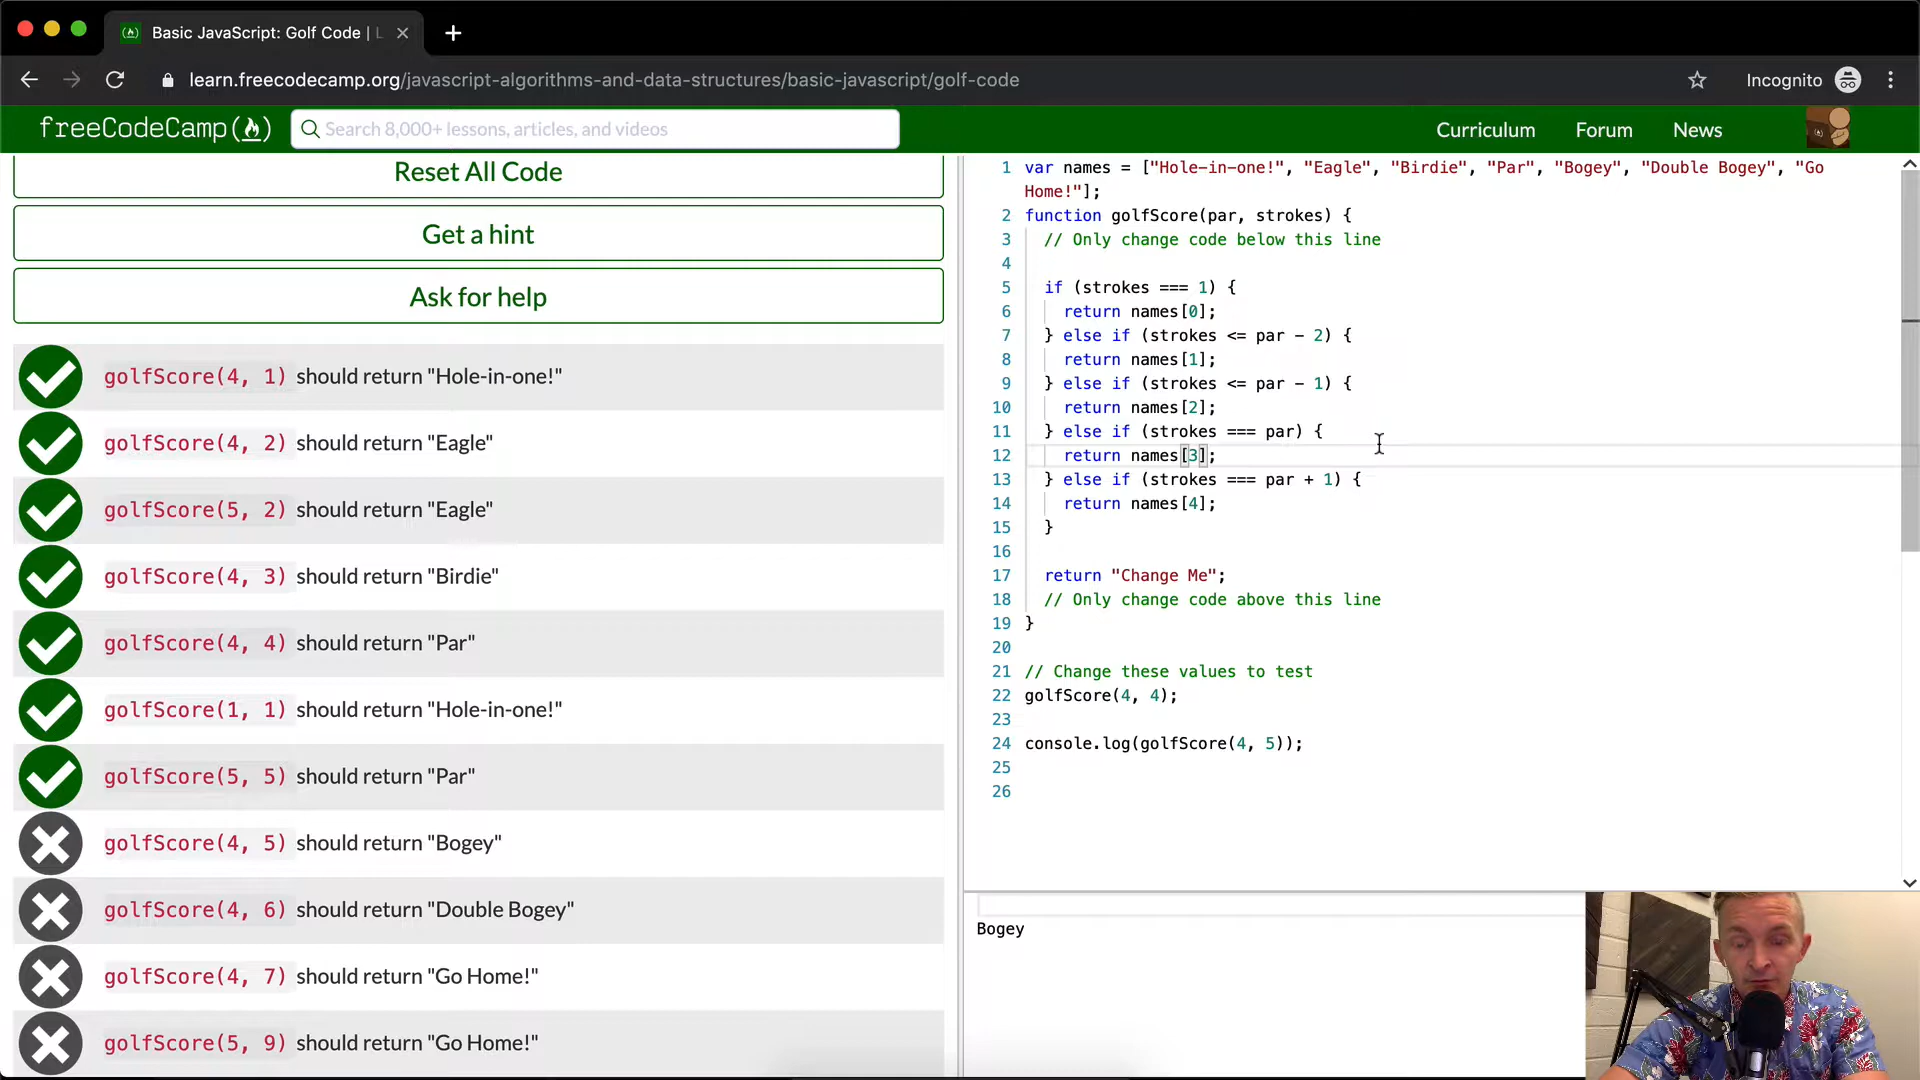 Basic JavaScript: Golf Code | L
learn.freecodecamp.org/javascript-algorithms-and-data-structures/basic-javascript/golf-code
Incognito
freeCodeCamp
Search 8,000+ lessons, articles, and videos
Curriculum
Forum
News
Reset All Code
Get a hint
Ask for help
golfScore(4, 1) should return "Hole-in-one!"
golfScore(4, 2) should return "Eagle"
golfScore(5, 2) should return "Eagle"
golfScore(4, 3) should return "Birdie"
golfScore(4, 4) should return "Par"
golfScore(1, 1) should return "Hole-in-one!"
golfScore(5, 5) should return "Par"
golfScore(4, 5) should return "Bogey"
golfScore(4, 6) should return "Double Bogey"
golfScore(4, 7) should return "Go Home!"
golfScore(5, 9) should return "Go Home!"
1 var names = ["Hole-in-one!", "Eagle", "Birdie", "Par", "Bogey", "Double Bogey", "Go
Home!"];
2 function golfScore(par, strokes) {
3 // Only change code below this line
4
5 if (strokes === 1) {
6 return names[0];
7 } else if (strokes <= par - 2) {
8 return names[1];
9 } else if (strokes <= par - 1) {
10 return names[2];
11 } else if (strokes === par) {
12 return names[3];
13 } else if (strokes === par + 1) {
14 return names[4];
15 }
16
17 return "Change Me";
18 // Only change code above this line
19 }
20
21 // Change these values to test
22 golfScore(4, 4);
23
24 console.log(golfScore(4, 5));
25
26
Bogey